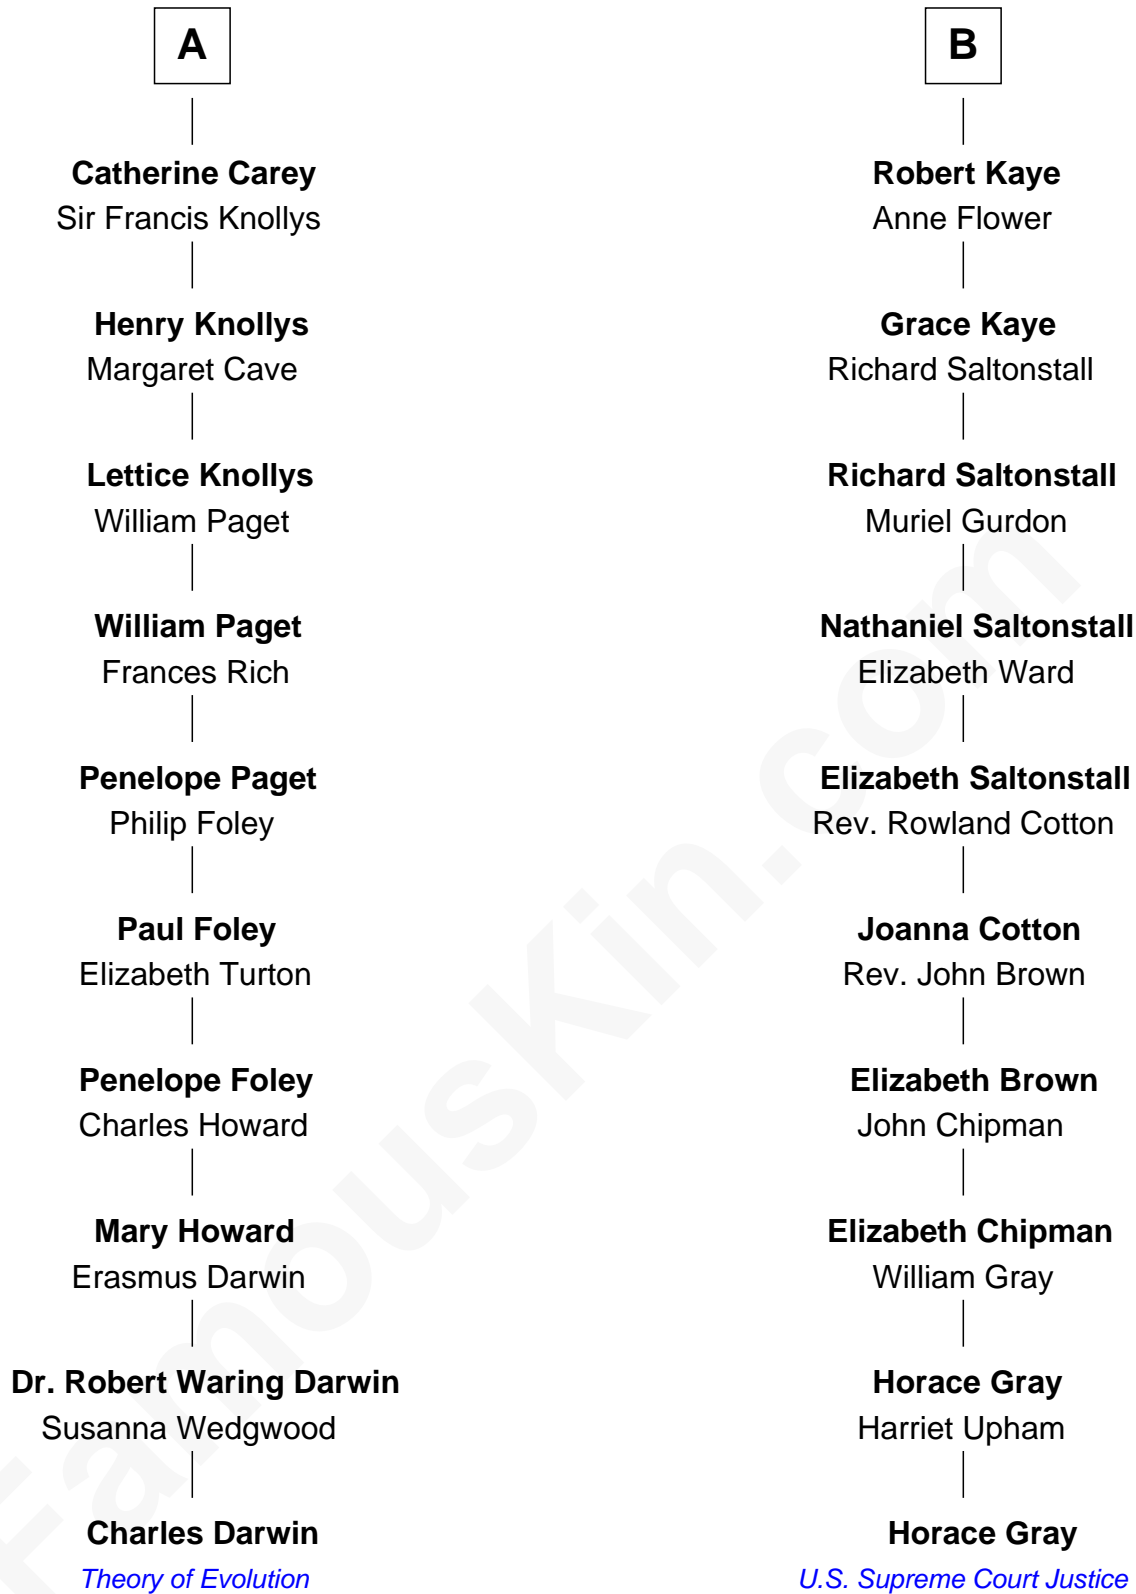 A
Catherine Carey
Sir Francis Knollys
Henry Knollys
Margaret Cave
Lettice Knollys
William Paget
William Paget
Frances Rich
Penelope Paget
Philip Foley
Paul Foley
Elizabeth Turton
Penelope Foley
Charles Howard
Mary Howard
Erasmus Darwin
Dr. Robert Waring Darwin
Susanna Wedgwood
Charles Darwin
Theory of Evolution
B
Robert Kaye
Anne Flower
Grace Kaye
Richard Saltonstall
Richard Saltonstall
Muriel Gurdon
Nathaniel Saltonstall
Elizabeth Ward
Elizabeth Saltonstall
Rev. Rowland Cotton
Joanna Cotton
Rev. John Brown
Elizabeth Brown
John Chipman
Elizabeth Chipman
William Gray
Horace Gray
Harriet Upham
Horace Gray
U.S. Supreme Court Justice
FamousKin.com